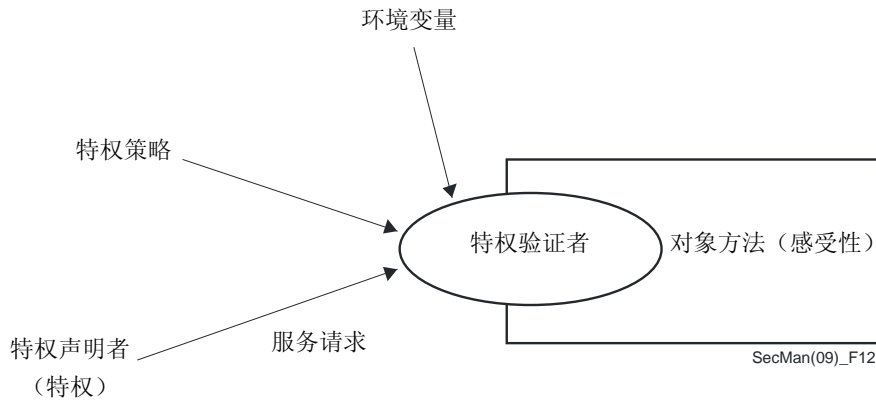 环境变量
特权策略
特权验证者
对象方法（感受性）
服务请求
特权声明者
（特权）
SecMan(09)_F12